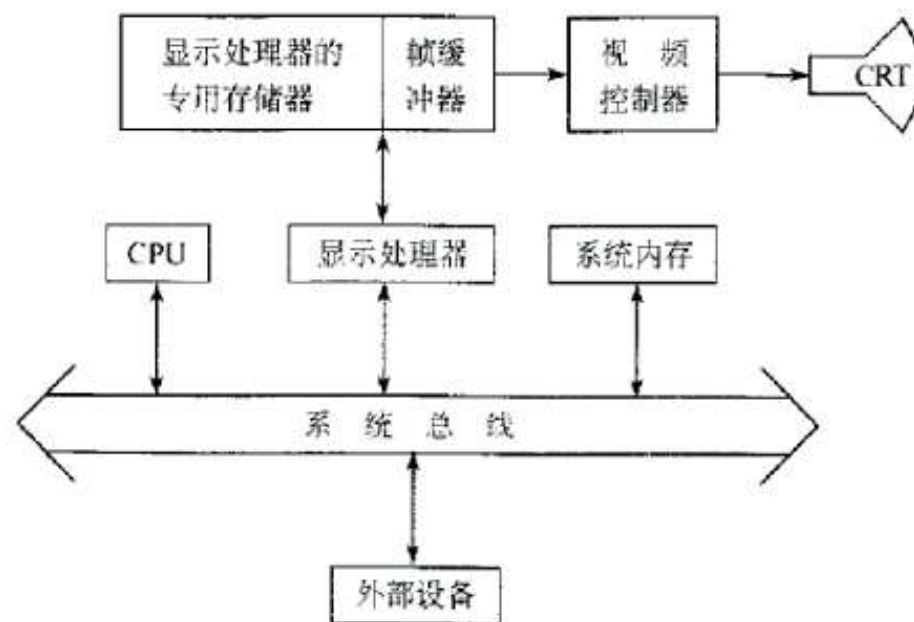 显示处理器的
专用存储器
帧缓
冲器
视 频
控制器
CRT
CPU
显示处理器
系统内存
系 统 总 线
外部设备